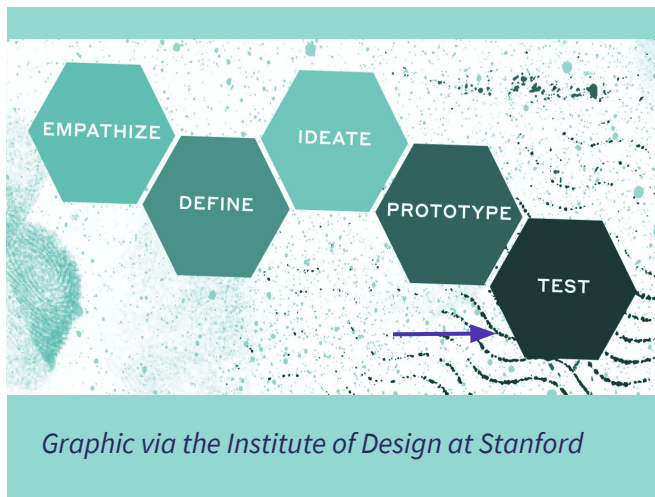 EMPATHIZE
DEFINE
IDEATE
PROTOTYPE
TEST
Graphic via the Institute of Design at Stanford